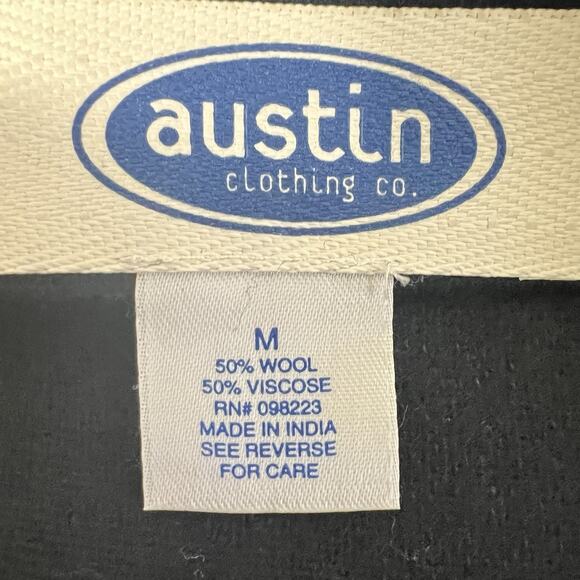 austin
clothing co.
M
50% WOOL
50% VISCOSE
RN# 098223
MADE IN INDIA
SEE REVERSE
FOR CARE